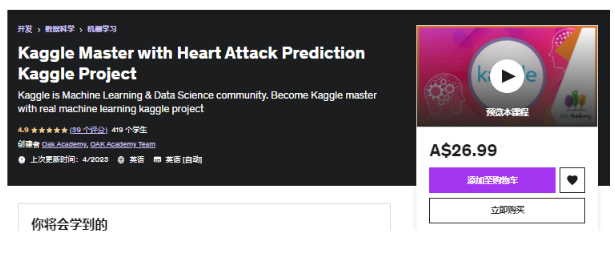 开发 › 数据科学 › 机器学习
Kaggle Master with Heart Attack Prediction
Kaggle Project
Kaggle is Machine Learning & Data Science community. Become Kaggle master
with real machine learning kaggle project
4.9 ★★★★★ (39 个评分) 419 个学生
创建者 Oak Academy, OAK Academy Team
上次更新时间：4/2023 英语 英语 [自动]
你将会学到的
kaggle
预览本课程
A$26.99
添加至购物车
立即购买